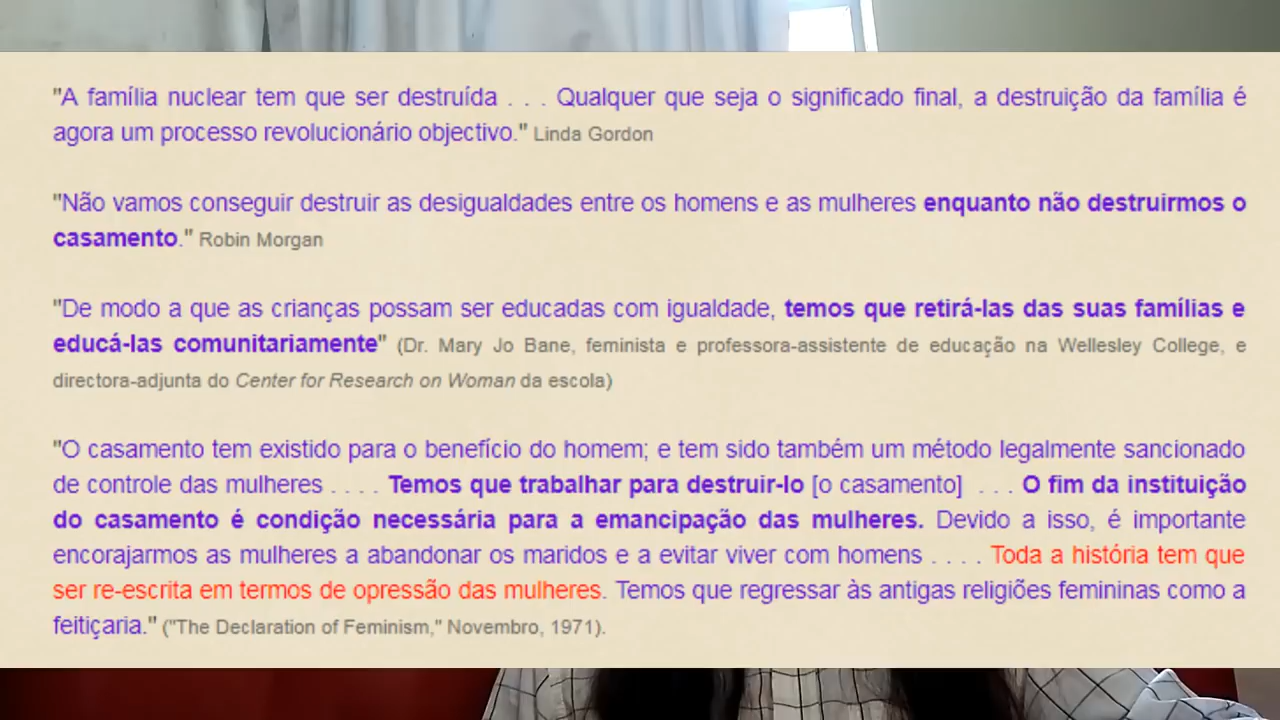 "A família nuclear tem que ser destruída . . . Qualquer que seja o significado final, a destruição da família é
agora um processo revolucionário objectivo." Linda Gordon
"Não vamos conseguir destruir as desigualdades entre os homens e as mulheres enquanto não destruirmos o
casamento." Robin Morgan
"De modo a que as crianças possam ser educadas com igualdade, temos que retirá-las das suas famílias e
educá-las comunitariamente" (Dr. Mary Jo Bane, feminista e professora-assistente de educação na Wellesley College, e
directora-adjunta do Center for Research on Woman da escola)
"O casamento tem existido para o benefício do homem; e tem sido também um método legalmente sancionado
de controle das mulheres . . . . Temos que trabalhar para destruir-lo [o casamento] . . . O fim da instituição
do casamento é condição necessária para a emancipação das mulheres. Devido a isso, é importante
encorajarmos as mulheres a abandonar os maridos e a evitar viver com homens . . . . Toda a história tem que
ser re-escrita em termos de opressão das mulheres. Temos que regressar às antigas religiões femininas como a
feitiçaria." ("The Declaration of Feminism," Novembro, 1971).